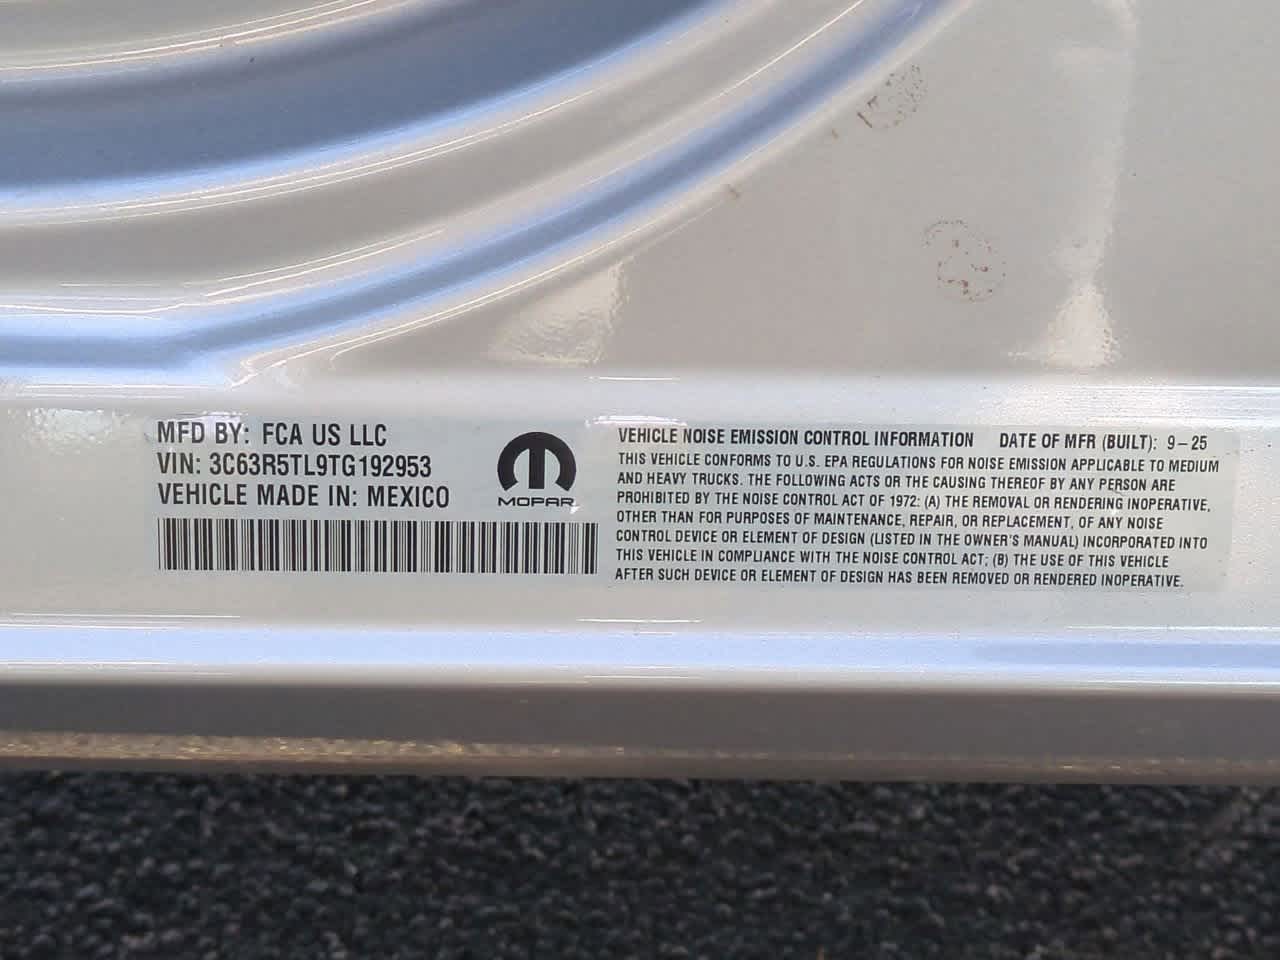 MFD BY: FCA US LLC
VIN: 3C63R5TL9TG192953
VEHICLE MADE IN: MEXICO
MOPAR
VEHICLE NOISE EMISSION CONTROL INFORMATION DATE OF MFR (BUILT): 9-25
THIS VEHICLE CONFORMS TO U.S. EPA REGULATIONS FOR NOISE EMISSION APPLICABLE TO MEDIUM
AND HEAVY TRUCKS. THE FOLLOWING ACTS OR THE CAUSING THEREOF BY ANY PERSON ARE
PROHIBITED BY THE NOISE CONTROL ACT OF 1972: (A) THE REMOVAL OR RENDERING INOPERATIVE,
OTHER THAN FOR PURPOSES OF MAINTENANCE, REPAIR, OR REPLACEMENT, OF ANY NOISE
CONTROL DEVICE OR ELEMENT OF DESIGN (LISTED IN THE OWNER'S MANUAL) INCORPORATED INTO
THIS VEHICLE IN COMPLIANCE WITH THE NOISE CONTROL ACT; (B) THE USE OF THIS VEHICLE
AFTER SUCH DEVICE OR ELEMENT OF DESIGN HAS BEEN REMOVED OR RENDERED INOPERATIVE.